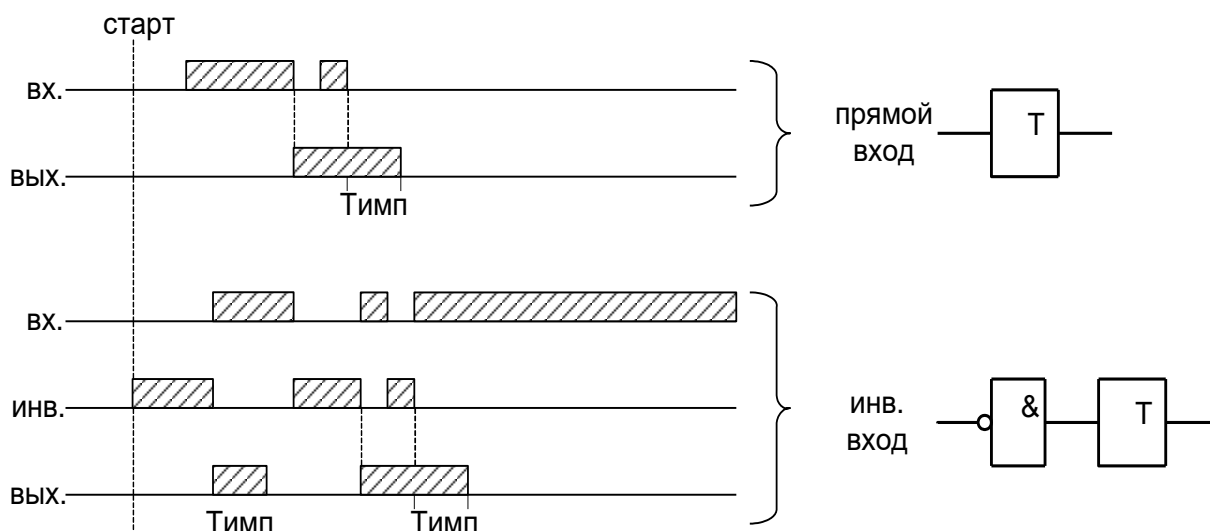 старт
вх.
вых.
Тимп
прямой
вход
Т
вх.
инв.
вых.
Тимп
Тимп
инв.
вход
&
Т